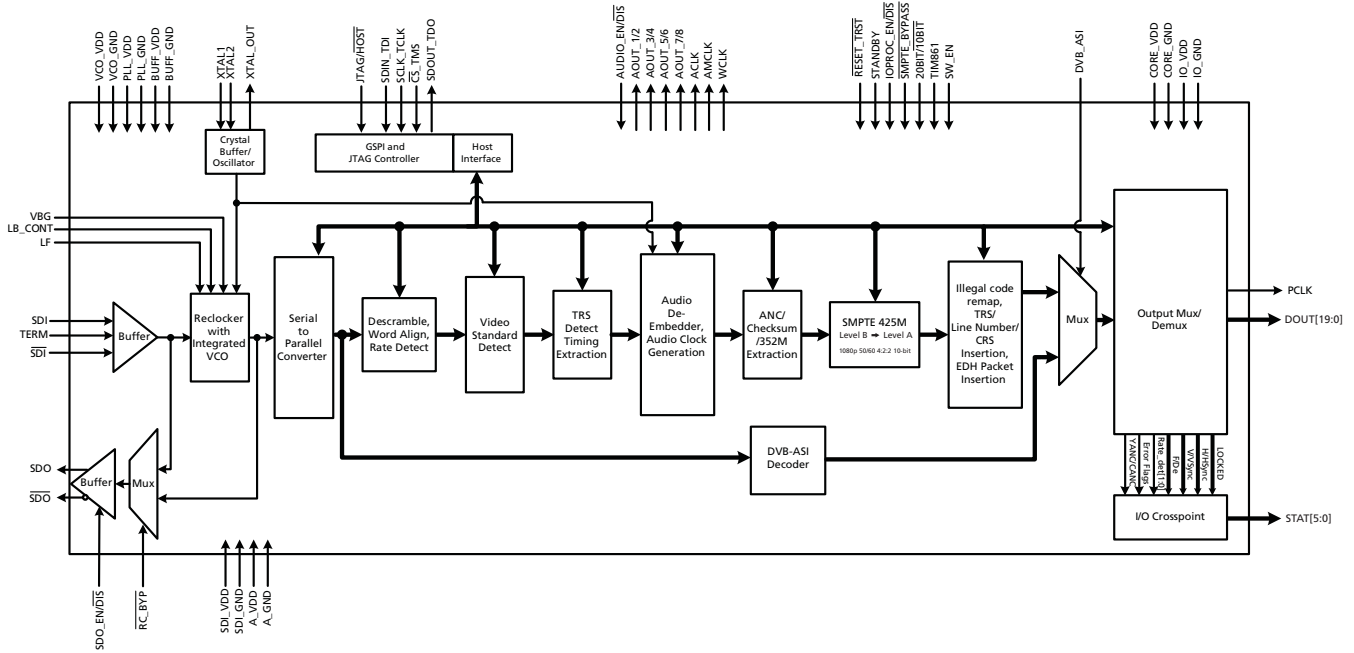 VCO_VDD
VCO_GND
PLL_VDD
PLL_GND
BUFF_VDD
BUFF_GND
XTAL1
XTAL2
XTAL_OUT
JTAG/HOST
SDIN_TDI
SCLK_TCLK
CS_TMS
SDOUT_TDO
AUDIO_EN/DIS
AOUT_1/2
AOUT_3/4
AOUT_5/6
AOUT_7/8
ACLK
AMCLK
WCLK
RESET_TRST
STANDBY
IOPROC_EN/DIS
SMPTE_BYPASS
20BIT/10BIT
TIM861
SW_EN
DVB_ASI
CORE_VDD
CORE_GND
IO_VDD
IO_GND
Crystal
Buffer/
Oscillator
GSPI and
JTAG Controller
Host
Interface
VBG
LB_CONT
LF
SDI
TERM
SDI
Buffer
Reclocker
with
Integrated
VCO
Serial
to
Parallel
Converter
Descramble,
Word Align,
Rate Detect
Video
Standard
Detect
TRS
Detect
Timing
Extraction
Audio
De-
Embedder,
Audio Clock
Generation
ANC/
Checksum
/352M
Extraction
SMPTE 425M
Level B → Level A
1080p 50/60 4:2:2 10-bit
Illegal code
remap,
TRS/
Line Number/
CRS
Insertion,
EDH Packet
Insertion
Mux
Output Mux/
Demux
PCLK
DOUT[19:0]
DVB-ASI
Decoder
SDO
SDO
Buffer
Mux
YANC/CANC
Error Flags
Rate_det[1:0]
F/De
V/VSync
H/HSync
LOCKED
I/O Crosspoint
STAT[5:0]
SDO_EN/DIS
RC_BYP
SDI_VDD
SDI_GND
A_VDD
A_GND